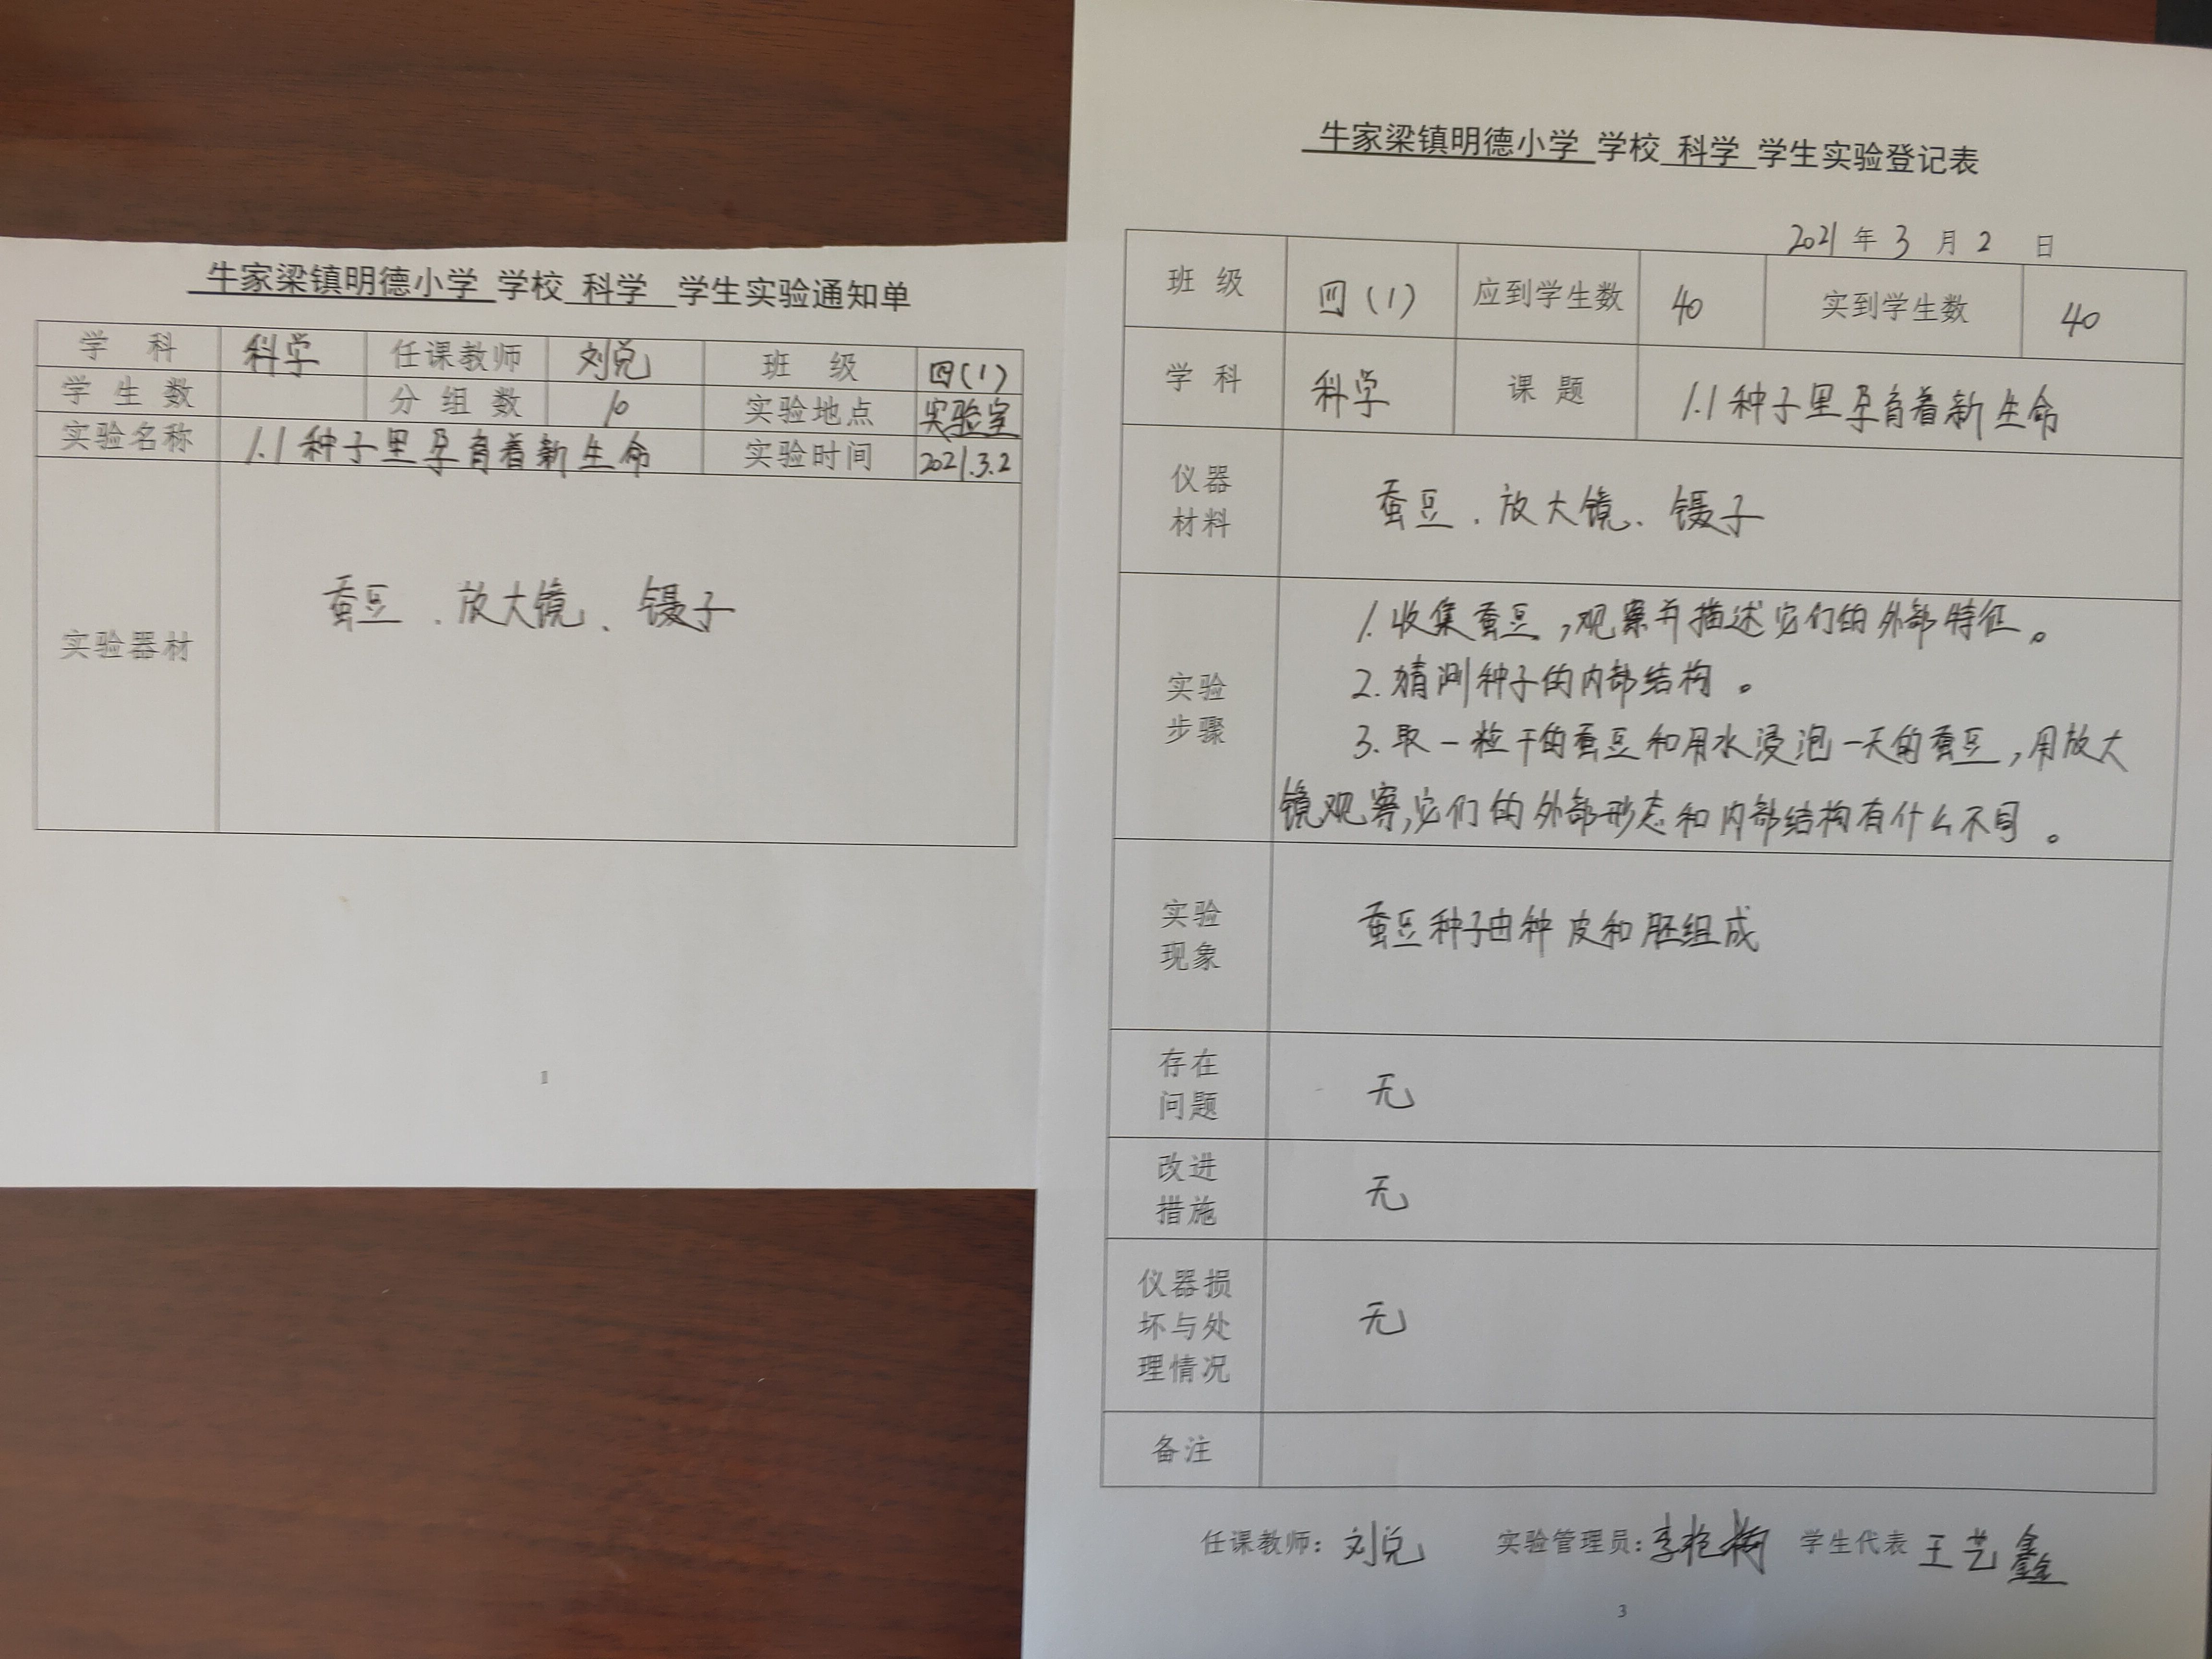 牛家梁镇明德小学 学校 科学 学生实验通知单
学 科 科学 任课教师 刘兑 班 级 四(1)
学 生 数 分 组 数 10 实验地点 实验室
实验名称 1.1 种子里孕育着新生命 实验时间 2021.3.2
实验器材 蚕豆、放大镜、镊子
1
牛家梁镇明德小学 学校 科学 学生实验登记表
2021 年 3 月 2 日
班 级 四(1) 应到学生数 40 实到学生数 40
学 科 科学 课 题 1.1 种子里孕育着新生命
仪器
材料
蚕豆、放大镜、镊子
实验
步骤
1. 收集蚕豆,观察并描述它们的外部特征。
2. 猜测种子的内部结构。
3. 取一粒干的蚕豆和用水浸泡一天的蚕豆,用放大
镜观察,它们的外部形态和内部结构有什么不同。
实验
现象
蚕豆种子由种皮和胚组成
存在
问题
无
改进
措施
无
仪器损
坏与处
理情况
无
备注
任课教师: 刘兑 实验管理员: 李 学生代表 王艺鑫
3